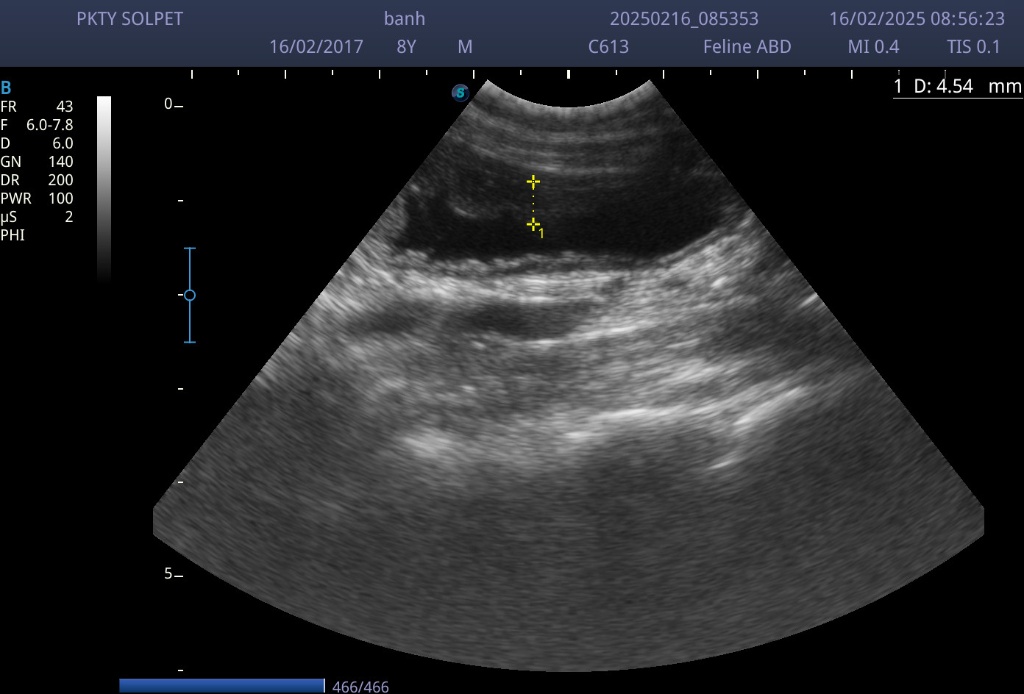 PKTY SOLPET banh 20250216_085353 16/02/2025 08:56:23
16/02/2017 8Y M C613 Feline ABD MI 0.4 TIS 0.1
B
1 D: 4.54 mm
FR 43
F 6.0-7.8
D 6.0
GN 140
DR 200
PWR 100
µS 2
PHI
0
S
1
5
466/466